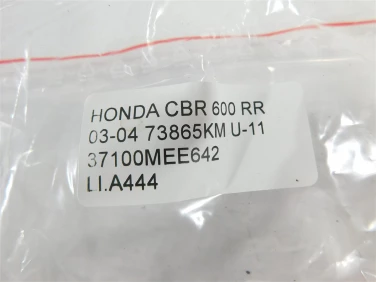 HONDA CBR 600 RR
03-04 73865KM U-11
37100MEE642
LI.A444